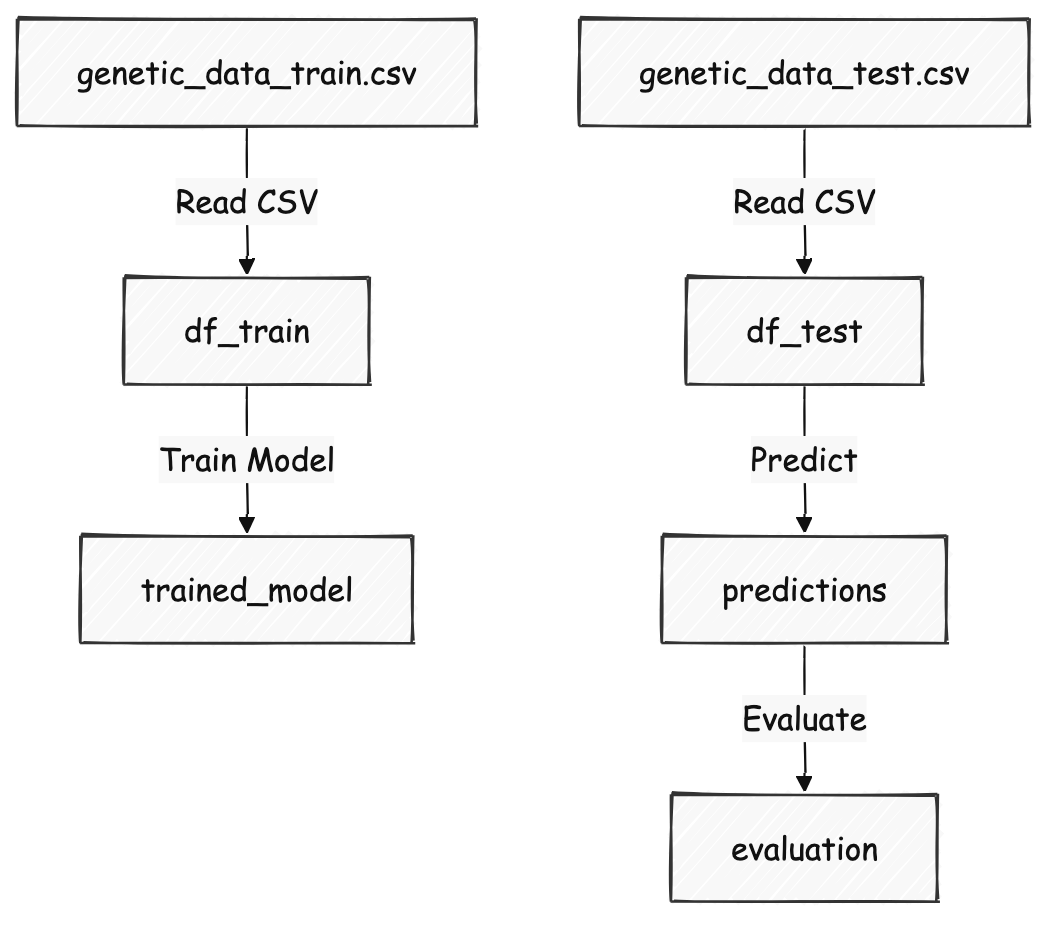 genetic_data_train.csv
genetic_data_test.csv
Read CSV
Read CSV
df_train
df_test
Train Model
Predict
trained_model
predictions
Evaluate
evaluation